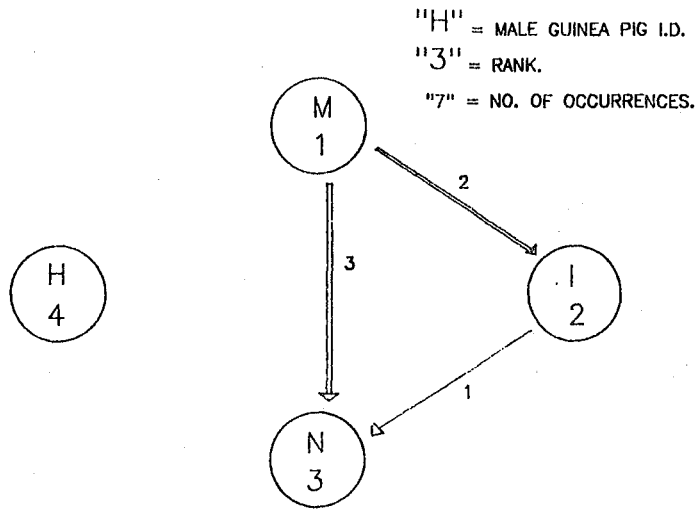 "H" = MALE GUINEA PIG I.D.
"3" = RANK.
"7" = NO. OF OCCURRENCES.
M
1
2
3
H
4
I
2
1
N
3